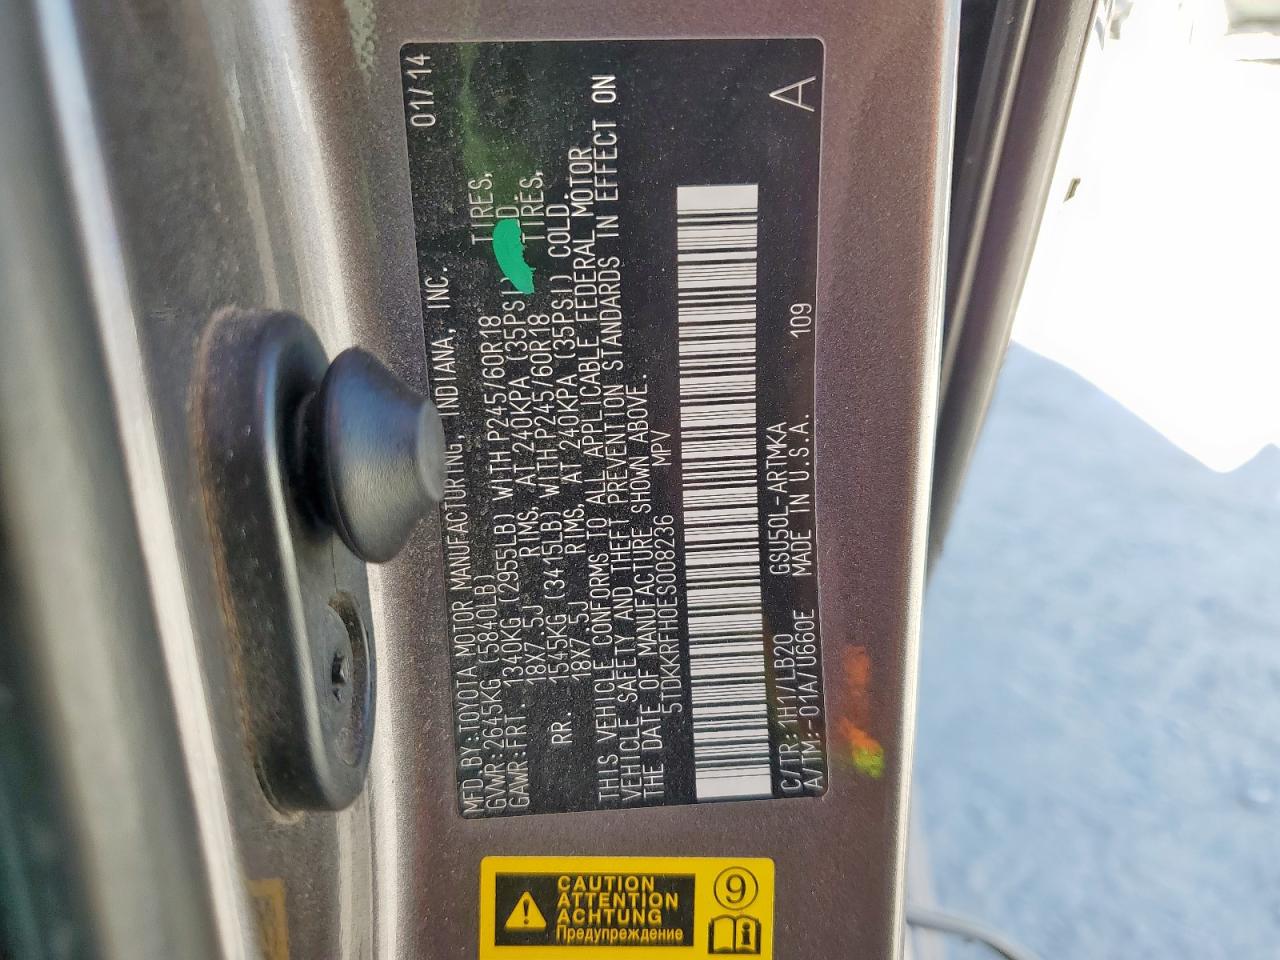 MFD.BY:TOYOTA MOTOR MANUFACTURING, INDIANA, INC. 01/14
GVWR:2645KG (5840LB)
GAWR:FRT. 1340KG (2955LB) WITH P245/60R18 TIRES,
18X7.5J RIMS, AT 240KPA (35PSI) COLD.
RR. 1545KG (3415LB) WITH P245/60R18 TIRES,
18X7.5J RIMS, AT 240KPA (35PSI) COLD.
THIS VEHICLE CONFORMS TO ALL APPLICABLE FEDERAL MOTOR
VEHICLE SAFETY AND THEFT PREVENTION STANDARDS IN EFFECT ON
THE DATE OF MANUFACTURE SHOWN ABOVE.
5TDKKRFH0ES008236 MPV
C/TR:1H1/LB20 GSU50L-ARTMKA A
A/TM:-01A/U660E MADE IN U.S.A. 109
CAUTION
ATTENTION
ACHTUNG
Предупреждение
9